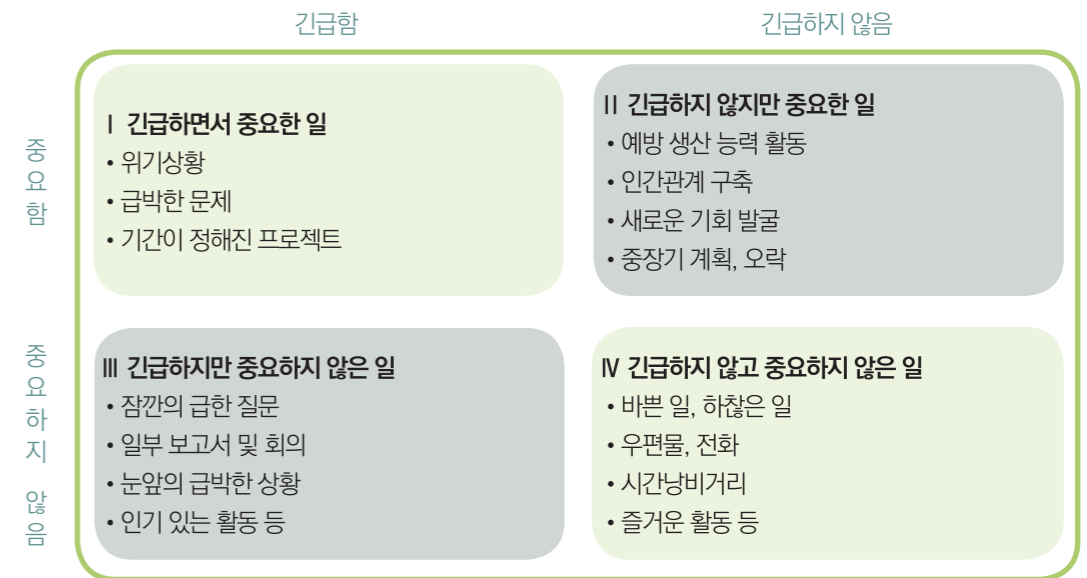 긴급함
긴급하지 않음
중요함
Ⅰ 긴급하면서 중요한 일
• 위기상황
• 급박한 문제
• 기간이 정해진 프로젝트
Ⅱ 긴급하지 않지만 중요한 일
• 예방 생산 능력 활동
• 인간관계 구축
• 새로운 기회 발굴
• 중장기 계획, 오락
중요하지 않음
Ⅲ 긴급하지만 중요하지 않은 일
• 잠깐의 급한 질문
• 일부 보고서 및 회의
• 눈앞의 급박한 상황
• 인기 있는 활동 등
Ⅳ 긴급하지 않고 중요하지 않은 일
• 바쁜 일, 하찮은 일
• 우편물, 전화
• 시간낭비거리
• 즐거운 활동 등